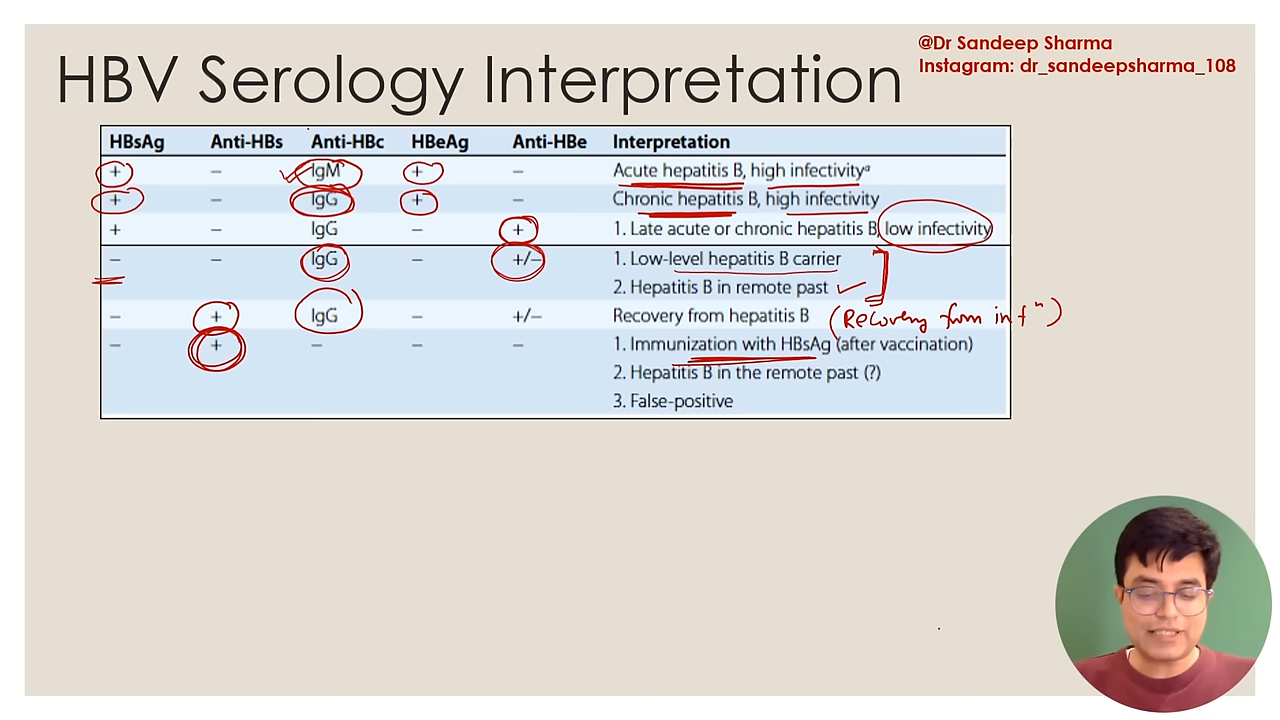 HBV Serology Interpretation
@Dr Sandeep Sharma
Instagram: dr_sandeepsharma_108
HBsAg Anti-HBs Anti-HBc HBeAg Anti-HBe Interpretation
+ – IgM + – Acute hepatitis B, high infectivityᵃ
+ – IgG + – Chronic hepatitis B, high infectivity
+ – IgG – + 1. Late acute or chronic hepatitis B, low infectivity
– – IgG – +/– 1. Low-level hepatitis B carrier
2. Hepatitis B in remote past
– + IgG – +/– Recovery from hepatitis B (Recovery from infⁿ)
– + – – – 1. Immunization with HBsAg (after vaccination)
2. Hepatitis B in the remote past (?)
3. False-positive